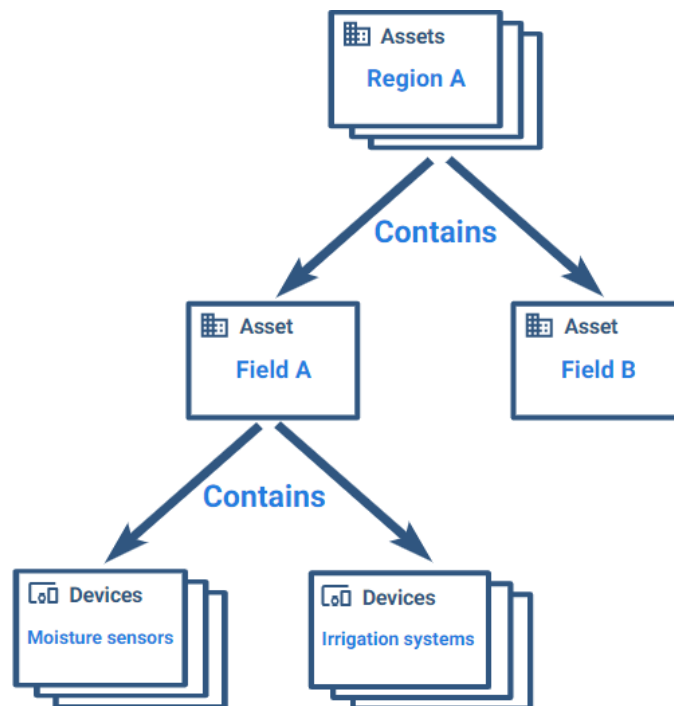 Assets
Region A
Contains
Asset
Field A
Asset
Field B
Contains
Devices
Moisture sensors
Devices
Irrigation systems